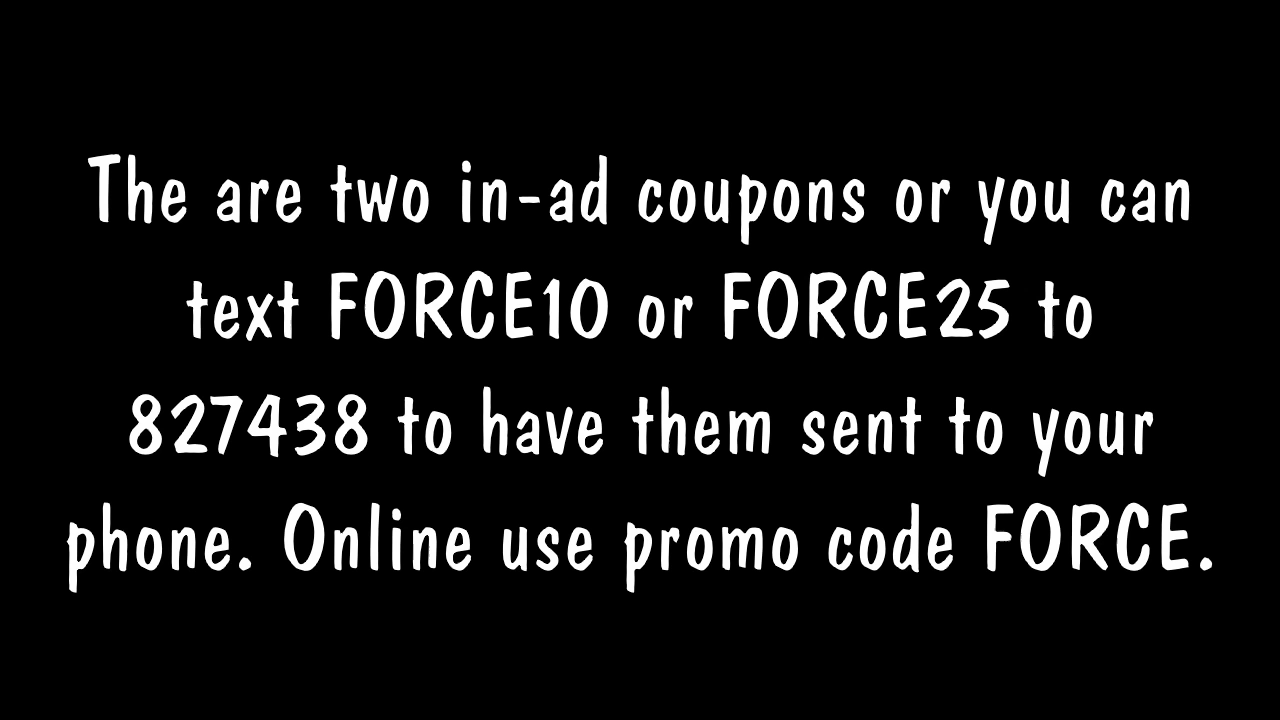 The are two in-ad coupons or you can
text FORCE10 or FORCE25 to
827438 to have them sent to your
phone. Online use promo code FORCE.